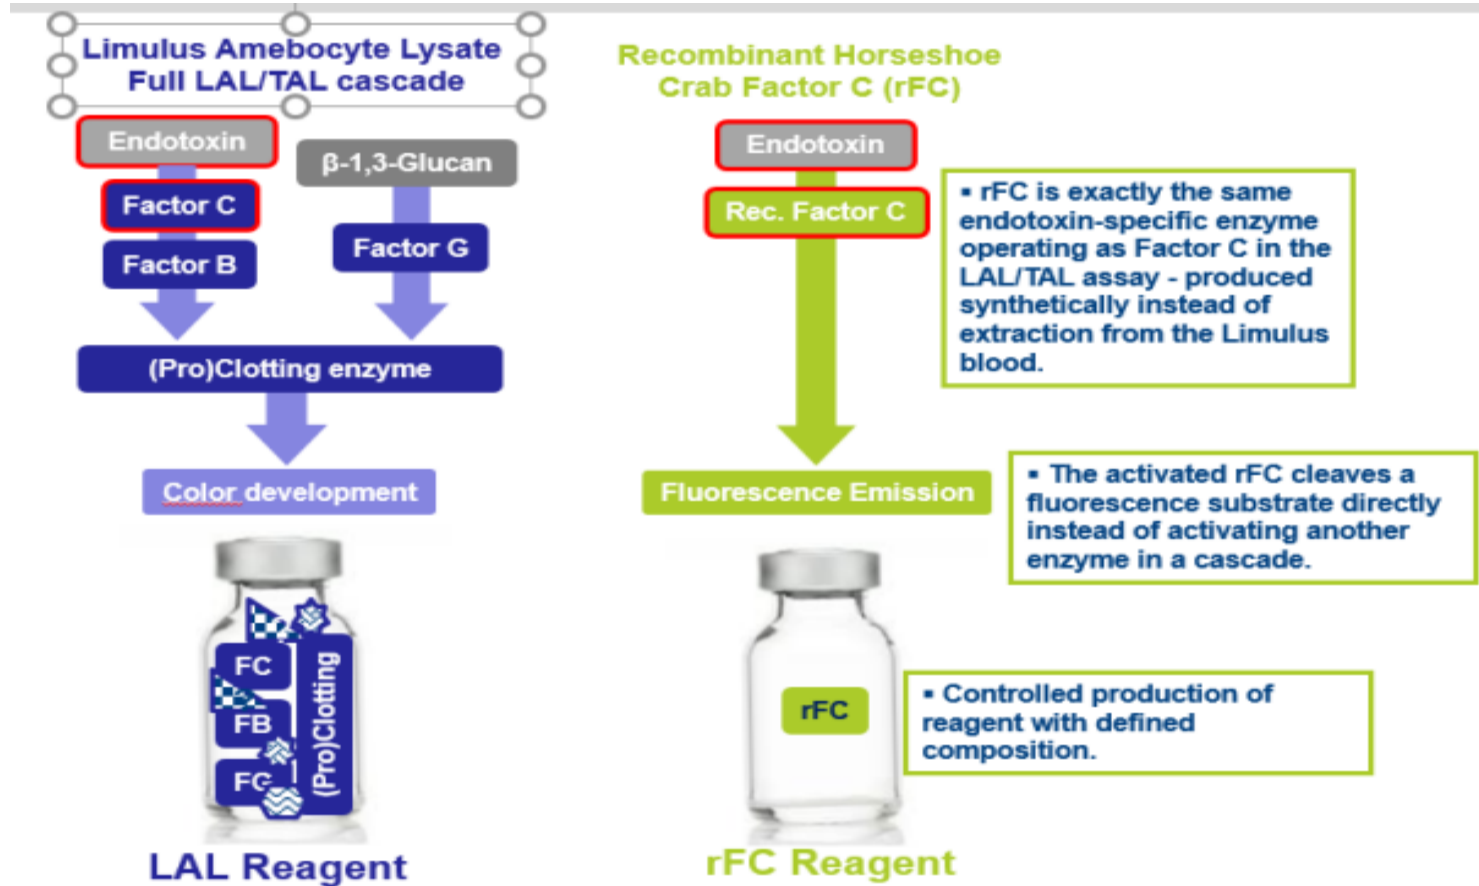 Limulus Amebocyte Lysate
Full LAL/TAL cascade
Endotoxin
β-1,3-Glucan
Factor C
Factor G
Factor B
(Pro)Clotting enzyme
Color development
FC
FB
FG
(Pro)Clotting
LAL Reagent
Recombinant Horseshoe
Crab Factor C (rFC)
Endotoxin
Rec. Factor C
▪ rFC is exactly the same
endotoxin-specific enzyme
operating as Factor C in the
LAL/TAL assay - produced
synthetically instead of
extraction from the Limulus
blood.
Fluorescence Emission
▪ The activated rFC cleaves a
fluorescence substrate directly
instead of activating another
enzyme in a cascade.
rFC
▪ Controlled production of
reagent with defined
composition.
rFC Reagent